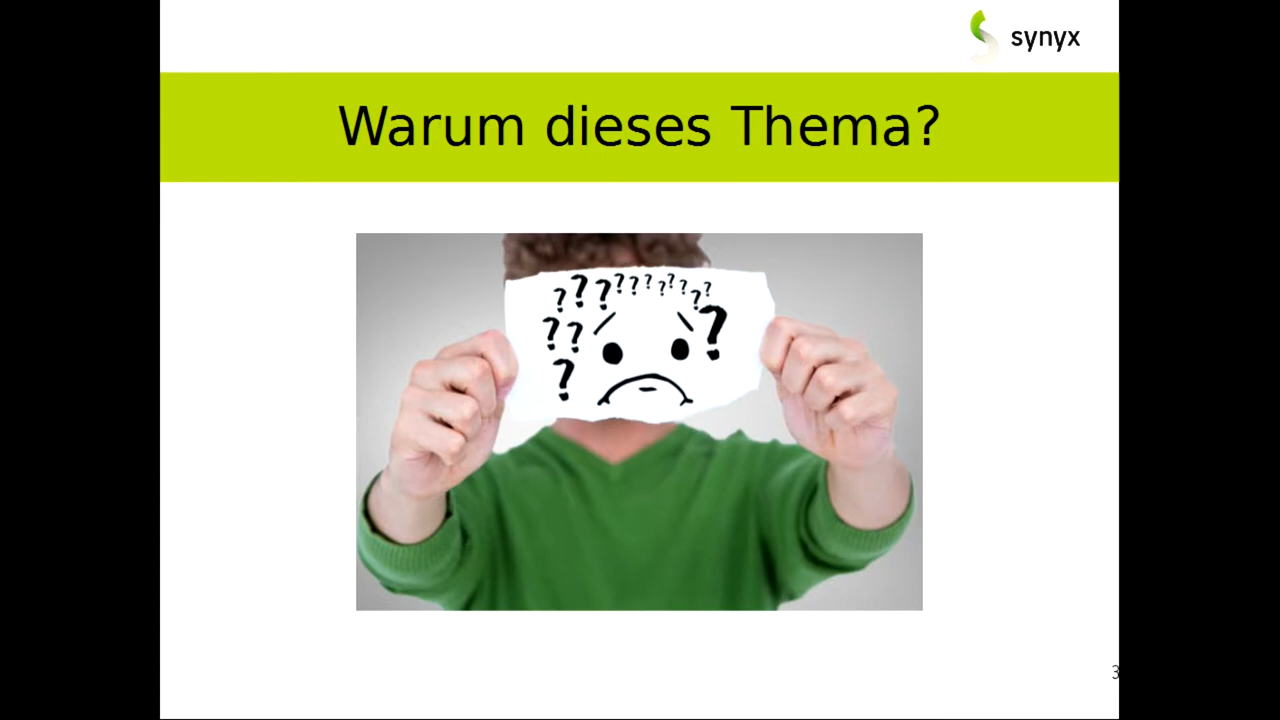 synyx
Warum dieses Thema?
? ? ? ? ? ? ? ? ? ? ?
? ? ?
?
3